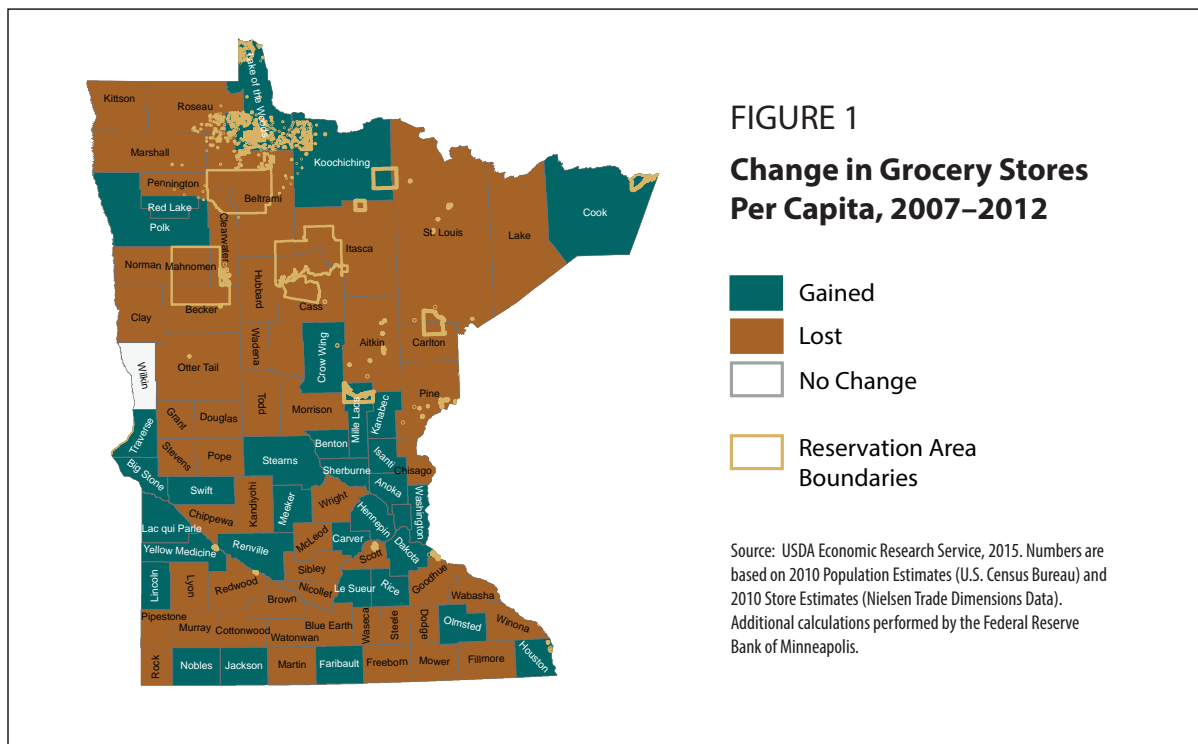 FIGURE 1
Change in Grocery Stores
Per Capita, 2007–2012
Gained
Lost
No Change
Reservation Area
Boundaries
Source: USDA Economic Research Service, 2015. Numbers are
based on 2010 Population Estimates (U.S. Census Bureau) and
2010 Store Estimates (Nielsen Trade Dimensions Data).
Additional calculations performed by the Federal Reserve
Bank of Minneapolis.
Kittson
Roseau
Lake of the Woods
Marshall
Koochiching
Pennington
Beltrami
Red Lake
Polk
Clearwater
Cook
St. Louis
Lake
Itasca
Norman
Mahnomen
Hubbard
Cass
Becker
Clay
Wadena
Crow Wing
Aitkin
Carlton
Wilkin
Otter Tail
Todd
Morrison
Mille Lacs
Kanabec
Pine
Grant
Douglas
Traverse
Stevens
Pope
Stearns
Benton
Isanti
Big Stone
Sherburne
Chisago
Swift
Kandiyohi
Meeker
Wright
Anoka
Washington
Chippewa
Hennepin
Lac qui Parle
McLeod
Carver
Dakota
Yellow Medicine
Renville
Scott
Sibley
Goodhue
Lincoln
Lyon
Redwood
Nicollet
Le Sueur
Rice
Wabasha
Brown
Pipestone
Murray
Cottonwood
Watonwan
Blue Earth
Waseca
Steele
Dodge
Olmsted
Winona
Rock
Nobles
Jackson
Martin
Faribault
Freeborn
Mower
Fillmore
Houston